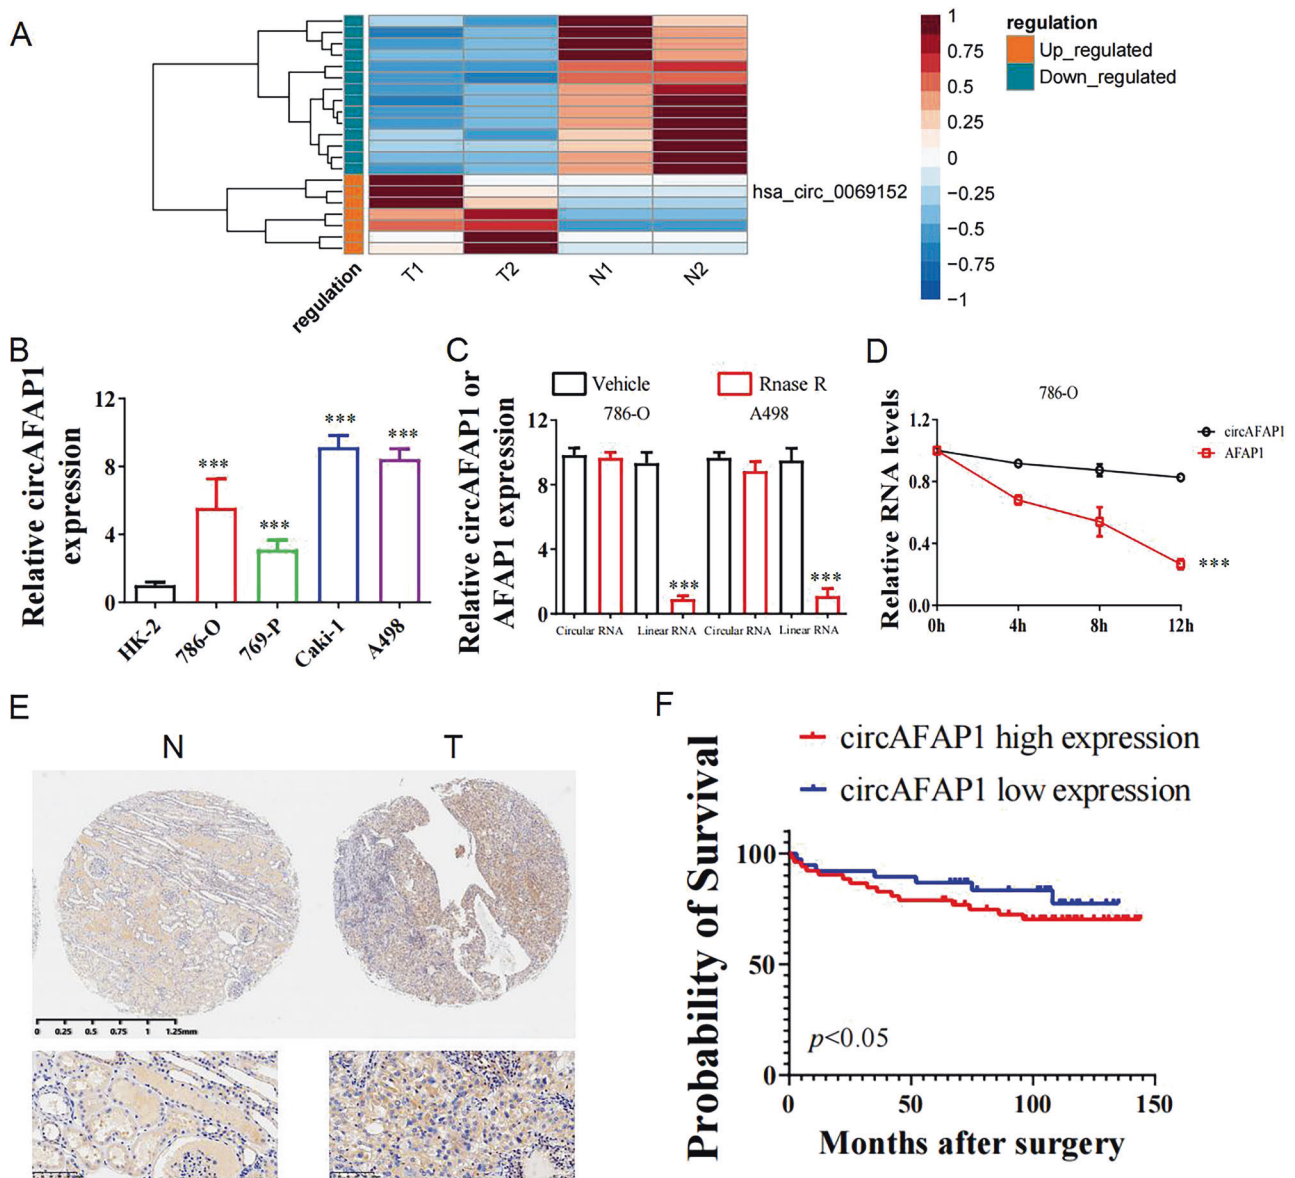 A
regulation
T1
T2
N1
N2
hsa_circ_0069152
1
0.75
0.5
0.25
0
−0.25
−0.5
−0.75
−1
regulation
Up_regulated
Down_regulated
B
Relative circAFAP1
expression
12
8
4
0
***
***
***
***
HK-2
786-O
769-P
Caki-1
A498
C
Vehicle
Rnase R
786-O
A498
Relative circAFAP1 or
AFAP1 expression
12
8
4
0
***
***
Circular RNA
Linear RNA
Circular RNA
Linear RNA
D
786-O
Relative RNA levels
1.2
0.8
0.4
0.0
0h
4h
8h
12h
***
circAFAP1
AFAP1
E
N
T
0 0.25 0.5 0.75 1 1.25mm
F
circAFAP1 high expression
circAFAP1 low expression
Probability of Survival
100
50
0
p<0.05
0
50
100
150
Months after surgery